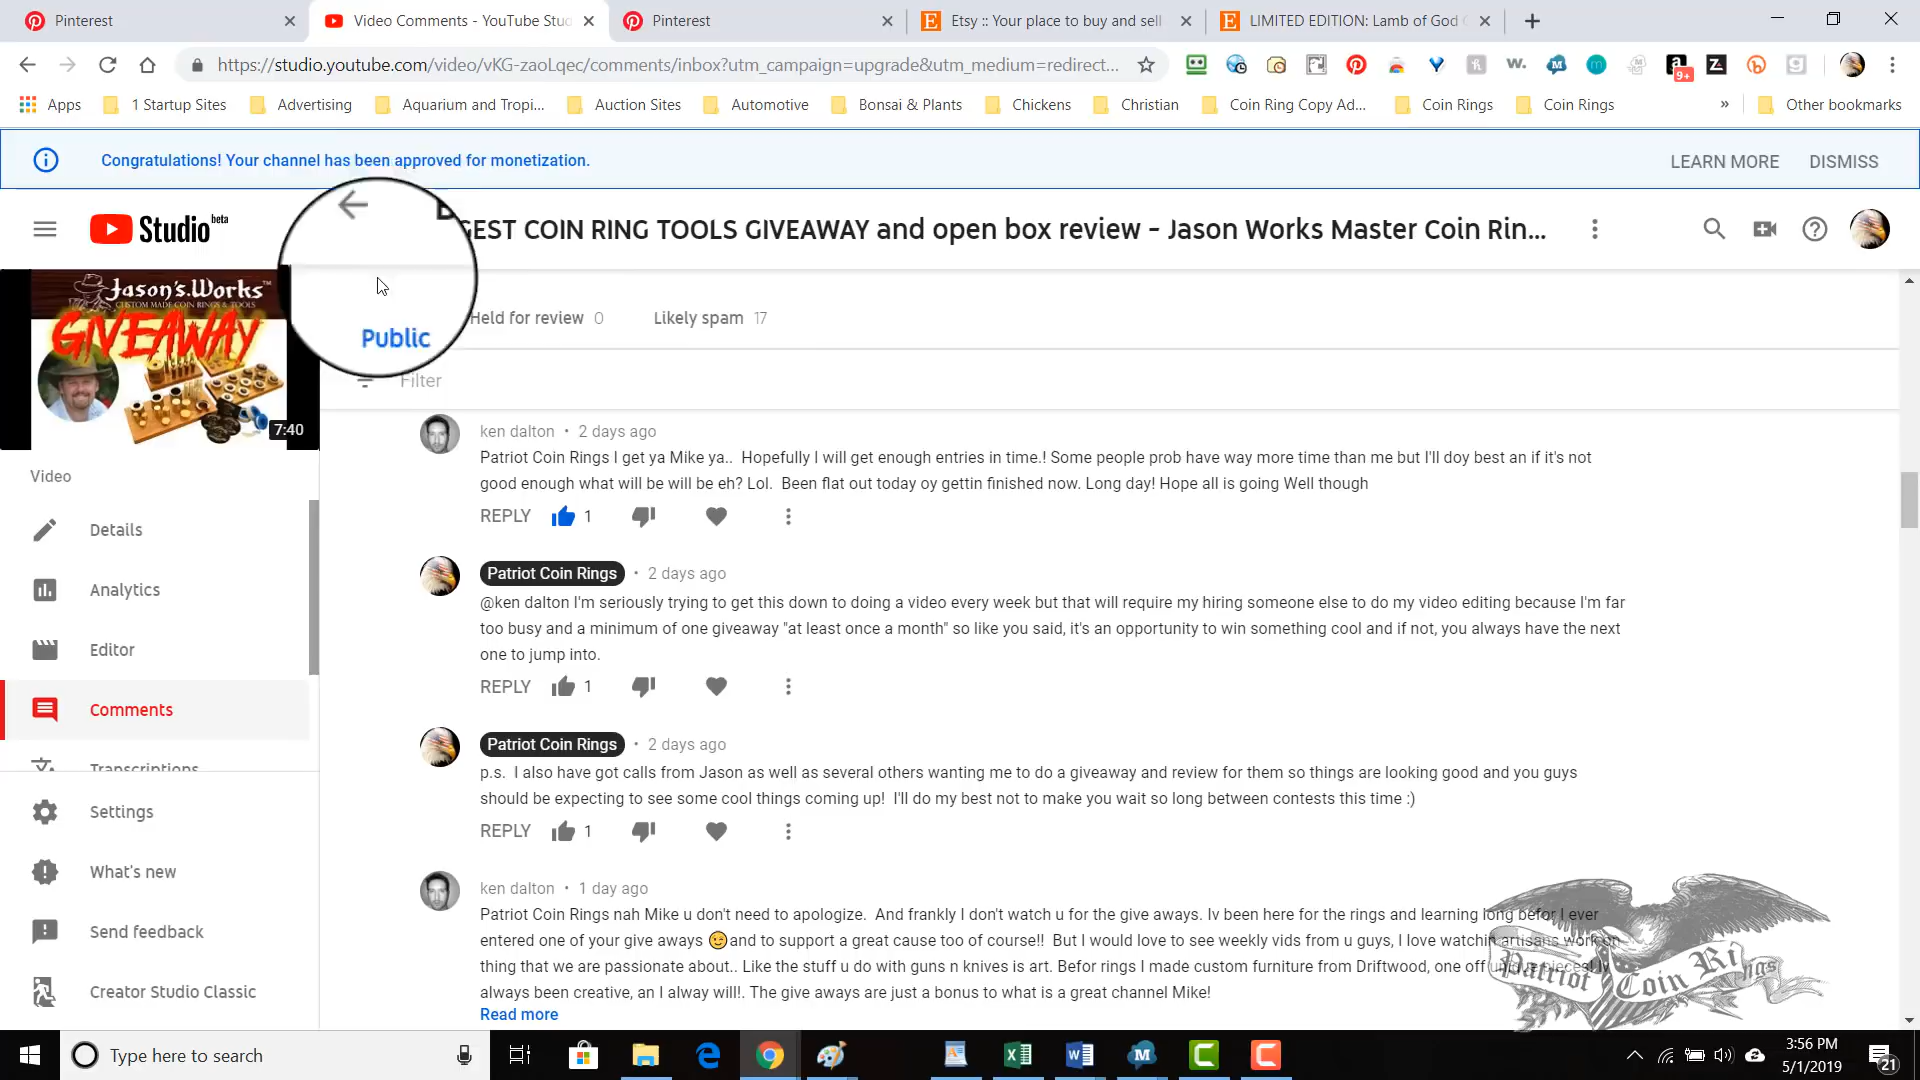 Pinterest
Video Comments - YouTube Stu
Pinterest
Etsy :: Your place to buy and sell
LIMITED EDITION: Lamb of God
https://studio.youtube.com/video/vKG-zaoLqec/comments/inbox?utm_campaign=upgrade&utm_medium=redirect...
9+
Apps
1 Startup Sites
Advertising
Aquarium and Tropi...
Auction Sites
Automotive
Bonsai & Plants
Chickens
Christian
Coin Ring Copy Ad...
Coin Rings
Coin Rings
»
Other bookmarks
Congratulations! Your channel has been approved for monetization.
LEARN MORE
DISMISS
Studio beta
GEST COIN RING TOOLS GIVEAWAY and open box review - Jason Works Master Coin Rin...
Jason's.Works™
CUSTOM MADE COIN RINGS & TOOLS
GIVEAWAY
7:40
Public
Held for review 0
Likely spam 17
Filter
Video
Details
Analytics
Editor
Comments
Transcriptions
Settings
What's new
Send feedback
Creator Studio Classic
ken dalton • 2 days ago
Patriot Coin Rings I get ya Mike ya.. Hopefully I will get enough entries in time.! Some people prob have way more time than me but I'll doy best an if it's not
good enough what will be will be eh? Lol. Been flat out today oy gettin finished now. Long day! Hope all is going Well though
REPLY 1
Patriot Coin Rings • 2 days ago
@ken dalton I'm seriously trying to get this down to doing a video every week but that will require my hiring someone else to do my video editing because I'm far
too busy and a minimum of one giveaway "at least once a month" so like you said, it's an opportunity to win something cool and if not, you always have the next
one to jump into.
REPLY 1
Patriot Coin Rings • 2 days ago
p.s. I also have got calls from Jason as well as several others wanting me to do a giveaway and review for them so things are looking good and you guys
should be expecting to see some cool things coming up! I'll do my best not to make you wait so long between contests this time :)
REPLY 1
ken dalton • 1 day ago
Patriot Coin Rings nah Mike u don't need to apologize. And frankly I don't watch u for the give aways. Iv been here for the rings and learning long befor I ever
entered one of your give aways 😉and to support a great cause too of course!! But I would love to see weekly vids from u guys, I love watchin artisans work on
thing that we are passionate about.. Like the stuff u do with guns n knives is art. Befor rings I made custom furniture from Driftwood, one off unique pieces! Iv
always been creative, an I alway will!. The give aways are just a bonus to what is a great channel Mike!
Read more
Patriot Coin Rings
Type here to search
3:56 PM
5/1/2019
21